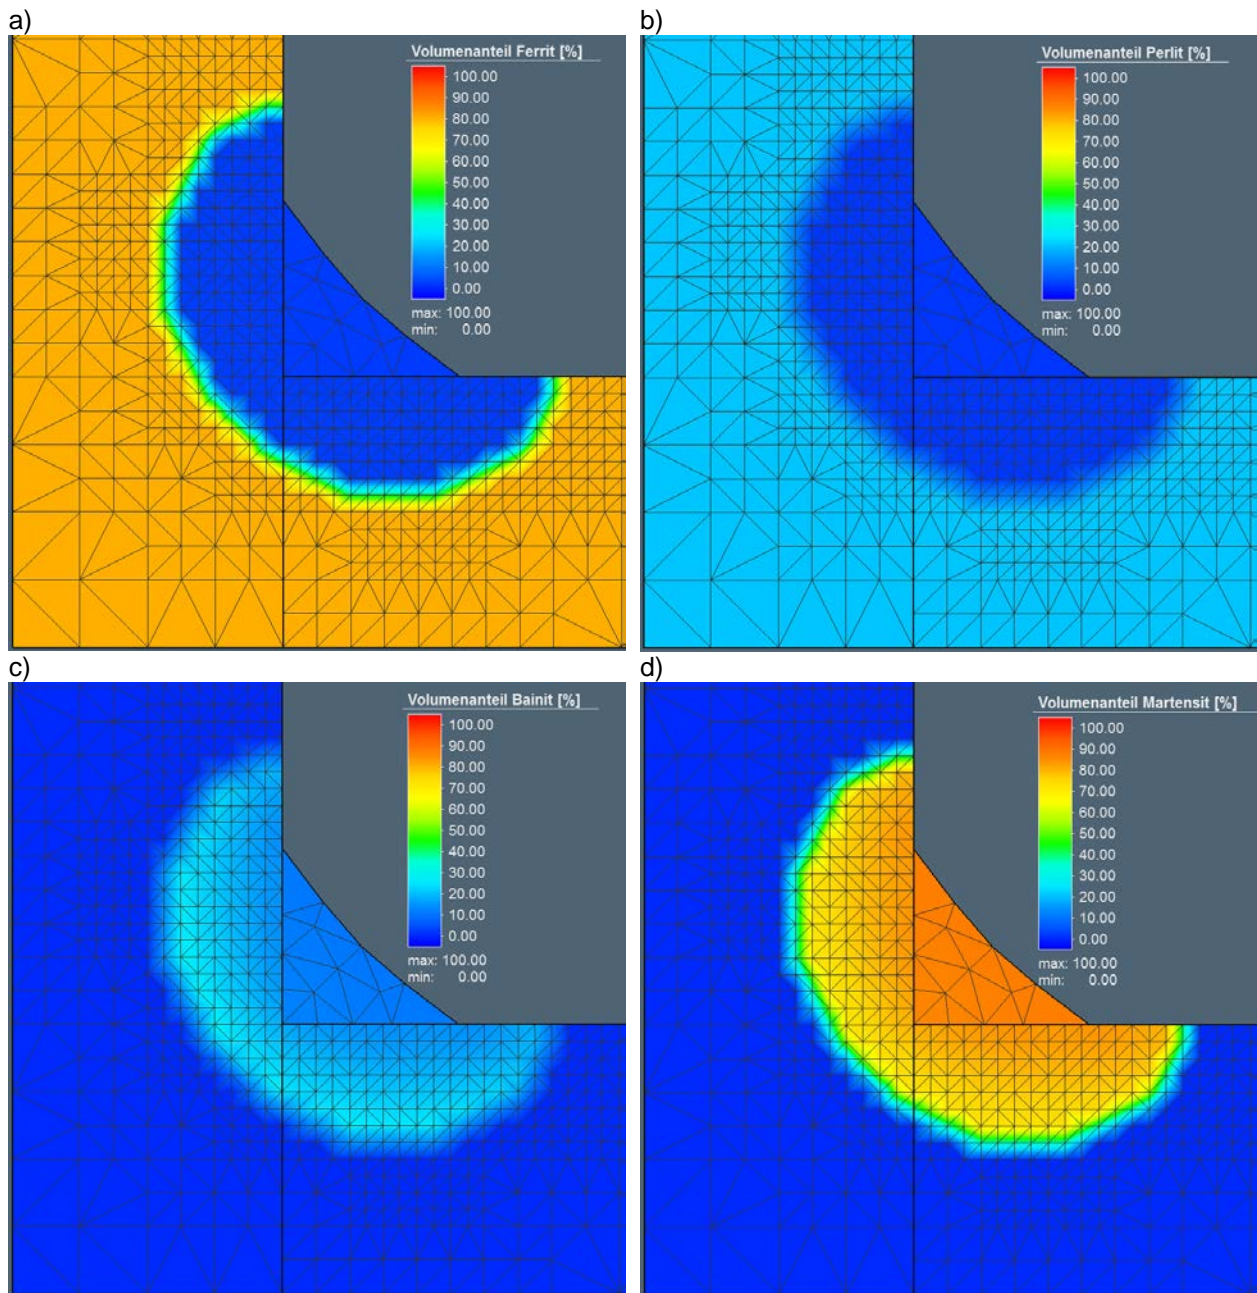 a)
Volumenanteil Ferrit [%]
100.00
90.00
80.00
70.00
60.00
50.00
40.00
30.00
20.00
10.00
0.00
max: 100.00
min: 0.00
b)
Volumenanteil Perlit [%]
100.00
90.00
80.00
70.00
60.00
50.00
40.00
30.00
20.00
10.00
0.00
max: 100.00
min: 0.00
c)
Volumenanteil Bainit [%]
100.00
90.00
80.00
70.00
60.00
50.00
40.00
30.00
20.00
10.00
0.00
max: 100.00
min: 0.00
d)
Volumenanteil Martensit [%]
100.00
90.00
80.00
70.00
60.00
50.00
40.00
30.00
20.00
10.00
0.00
max: 100.00
min: 0.00